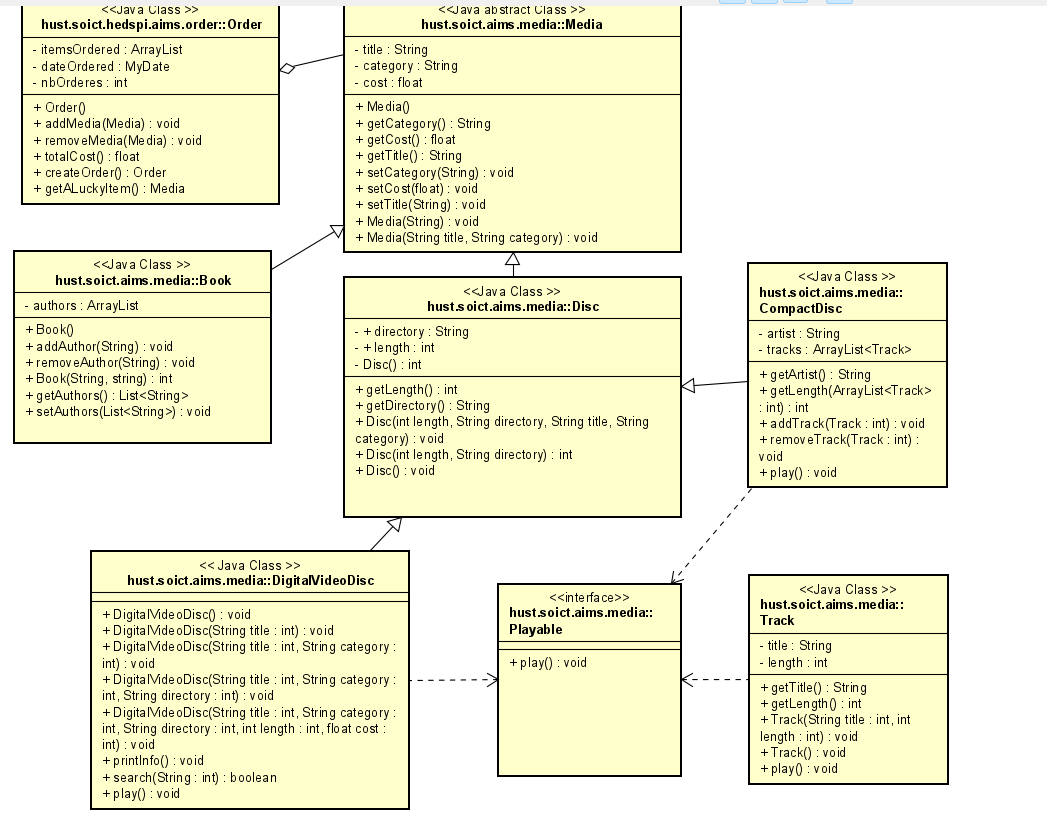 <<Java Class >>
hust.soict.hedspi.aims.order::Order
- itemsOrdered : ArrayList
- dateOrdered : MyDate
- nbOrderes : int
+ Order()
+ addMedia(Media) : void
+ removeMedia(Media) : void
+ totalCost() : float
+ createOrder() : Order
+ getALuckyItem() : Media
<<Java abstract Class >>
hust.soict.aims.media::Media
- title : String
- category : String
- cost : float
+ Media()
+ getCategory() : String
+ getCost() : float
+ getTitle() : String
+ setCategory(String) : void
+ setCost(float) : void
+ setTitle(String) : void
+ Media(String) : void
+ Media(String title, String category) : void
<<Java Class >>
hust.soict.aims.media::Book
- authors : ArrayList
+ Book()
+ addAuthor(String) : void
+ removeAuthor(String) : void
+ Book(String, string) : int
+ getAuthors() : List<String>
+ setAuthors(List<String>) : void
<<Java Class >>
hust.soict.aims.media::Disc
- + directory : String
- + length : int
- Disc() : int
+ getLength() : int
+ getDirectory() : String
+ Disc(int length, String directory, String title, String
category) : void
+ Disc(int length, String directory) : int
+ Disc() : void
<<Java Class >>
hust.soict.aims.media::
CompactDisc
- artist : String
- tracks : ArrayList<Track>
+ getArtist() : String
+ getLength(ArrayList<Track>
: int) : int
+ addTrack(Track : int) : void
+ removeTrack(Track : int) :
void
+ play() : void
<< Java Class >>
hust.soict.aims.media::DigitalVideoDisc
+ DigitalVideoDisc() : void
+ DigitalVideoDisc(String title : int) : void
+ DigitalVideoDisc(String title : int, String category :
int) : void
+ DigitalVideoDisc(String title : int, String category :
int, String directory : int) : void
+ DigitalVideoDisc(String title : int, String category :
int, String directory : int, int length : int, float cost :
int) : void
+ printInfo() : void
+ search(String : int) : boolean
+ play() : void
<<interface>>
hust.soict.aims.media::
Playable
+ play() : void
<<Java Class >>
hust.soict.aims.media::
Track
- title : String
- length : int
+ getTitle() : String
+ getLength() : int
+ Track(String title : int, int
length : int) : void
+ Track() : void
+ play() : void